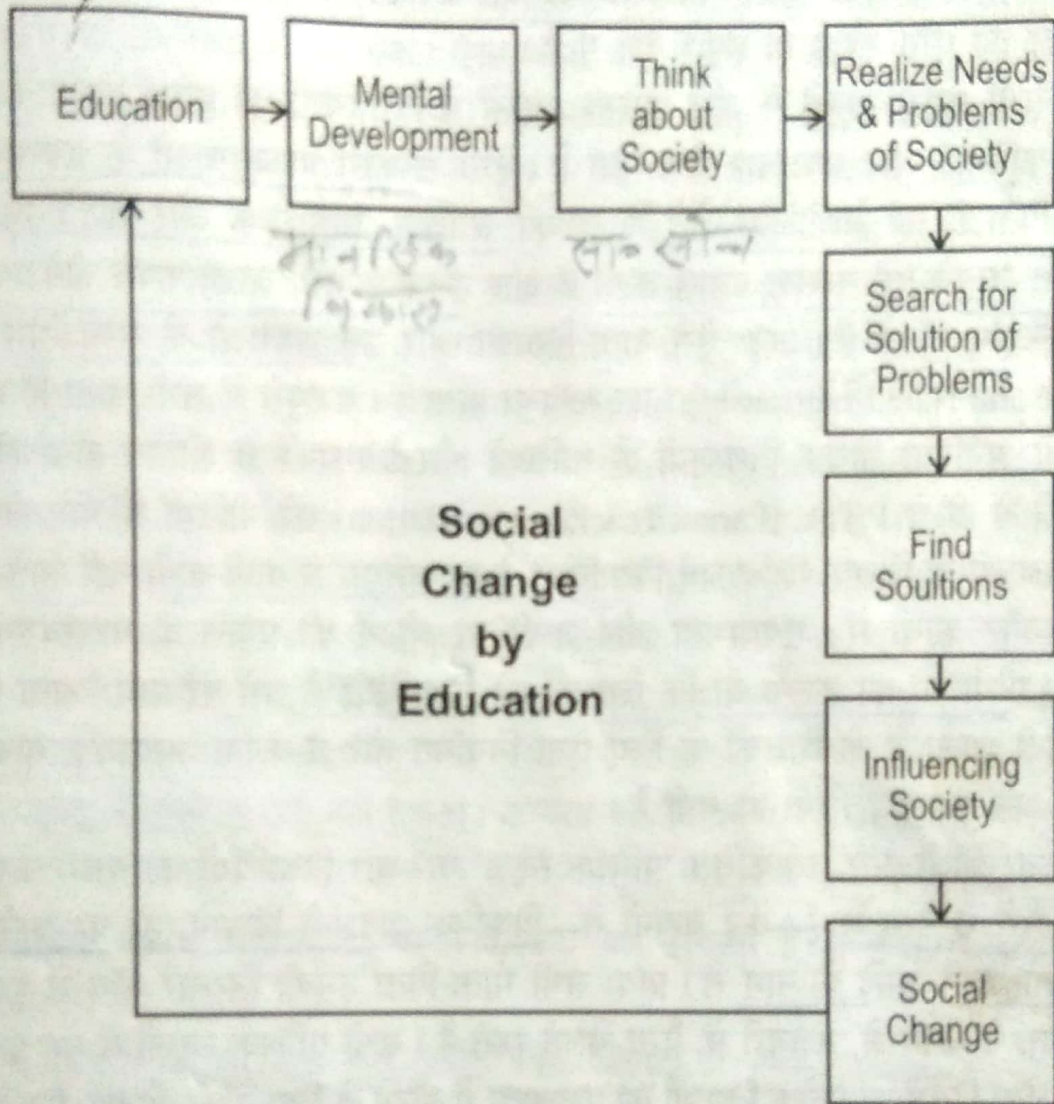 Education
Mental
Development
Think
about
Society
Realize Needs
& Problems
of Society
मानसिक
विकास
Search for
Solution of
Problems
Find
Soultions
Influencing
Society
Social
Change
Social
Change
by
Education